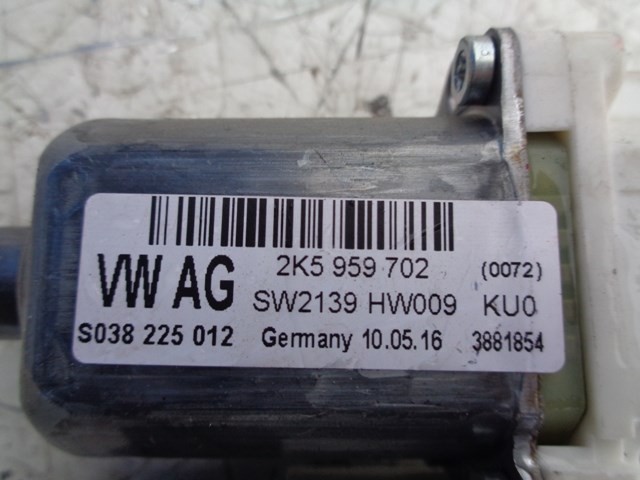 VW AG 2K5 959 702 (0072)
SW2139 HW009 KU0
S038 225 012 Germany 10.05.16 3881854